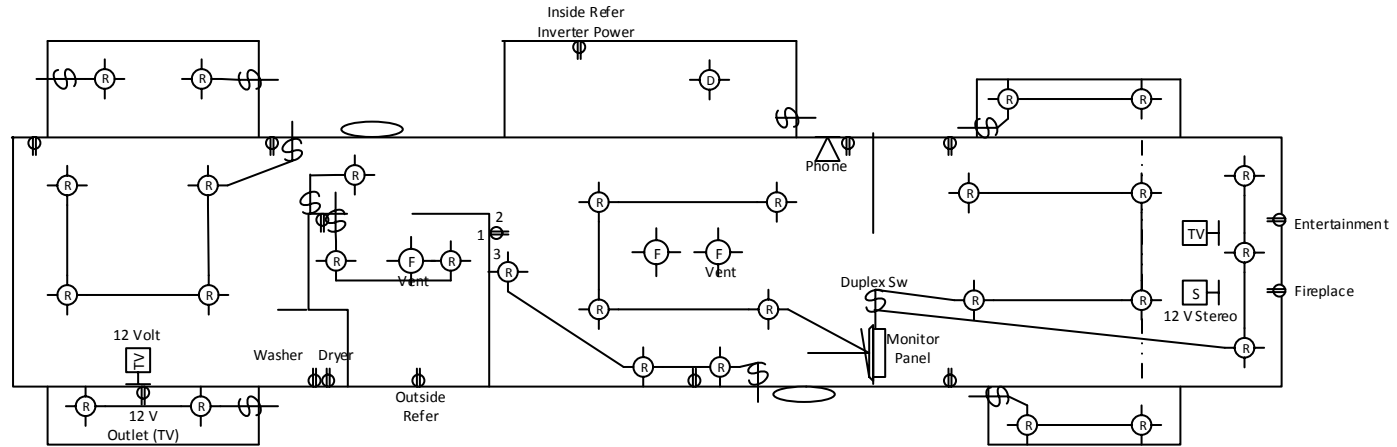 Inside Refer
Inverter Power
R
R
D
R
R
Phone
R
R
R
R
R
R
R
R
2
1
3
TV
Entertainment
R
F
R
Vent
F
F
Vent
R
R
Duplex Sw
S
Fireplace
12 V Stereo
R
R
R
R
R
R
12 Volt
TV
Washer
Dryer
Monitor
Panel
R
R
R
Outside
Refer
R
R
12 V
Outlet (TV)
R
R